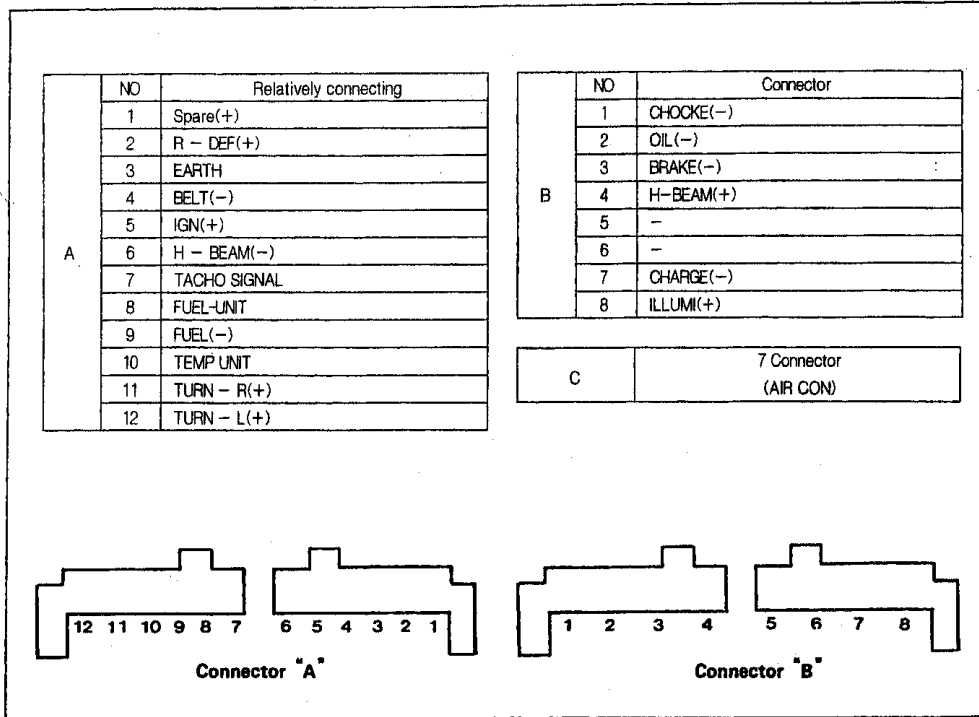 A
NO Relatively connecting
1 Spare(+)
2 R – DEF(+)
3 EARTH
4 BELT(–)
5 IGN(+)
6 H – BEAM(–)
7 TACHO SIGNAL
8 FUEL-UNIT
9 FUEL(–)
10 TEMP UNIT
11 TURN – R(+)
12 TURN – L(+)
B
NO Connector
1 CHOCKE(–)
2 OIL(–)
3 BRAKE(–)
4 H–BEAM(+)
5 –
6 –
7 CHARGE(–)
8 ILLUMI(+)
C
7 Connector
(AIR CON)
12 11 10 9 8 7 6 5 4 3 2 1
Connector "A"
1 2 3 4 5 6 7 8
Connector "B"